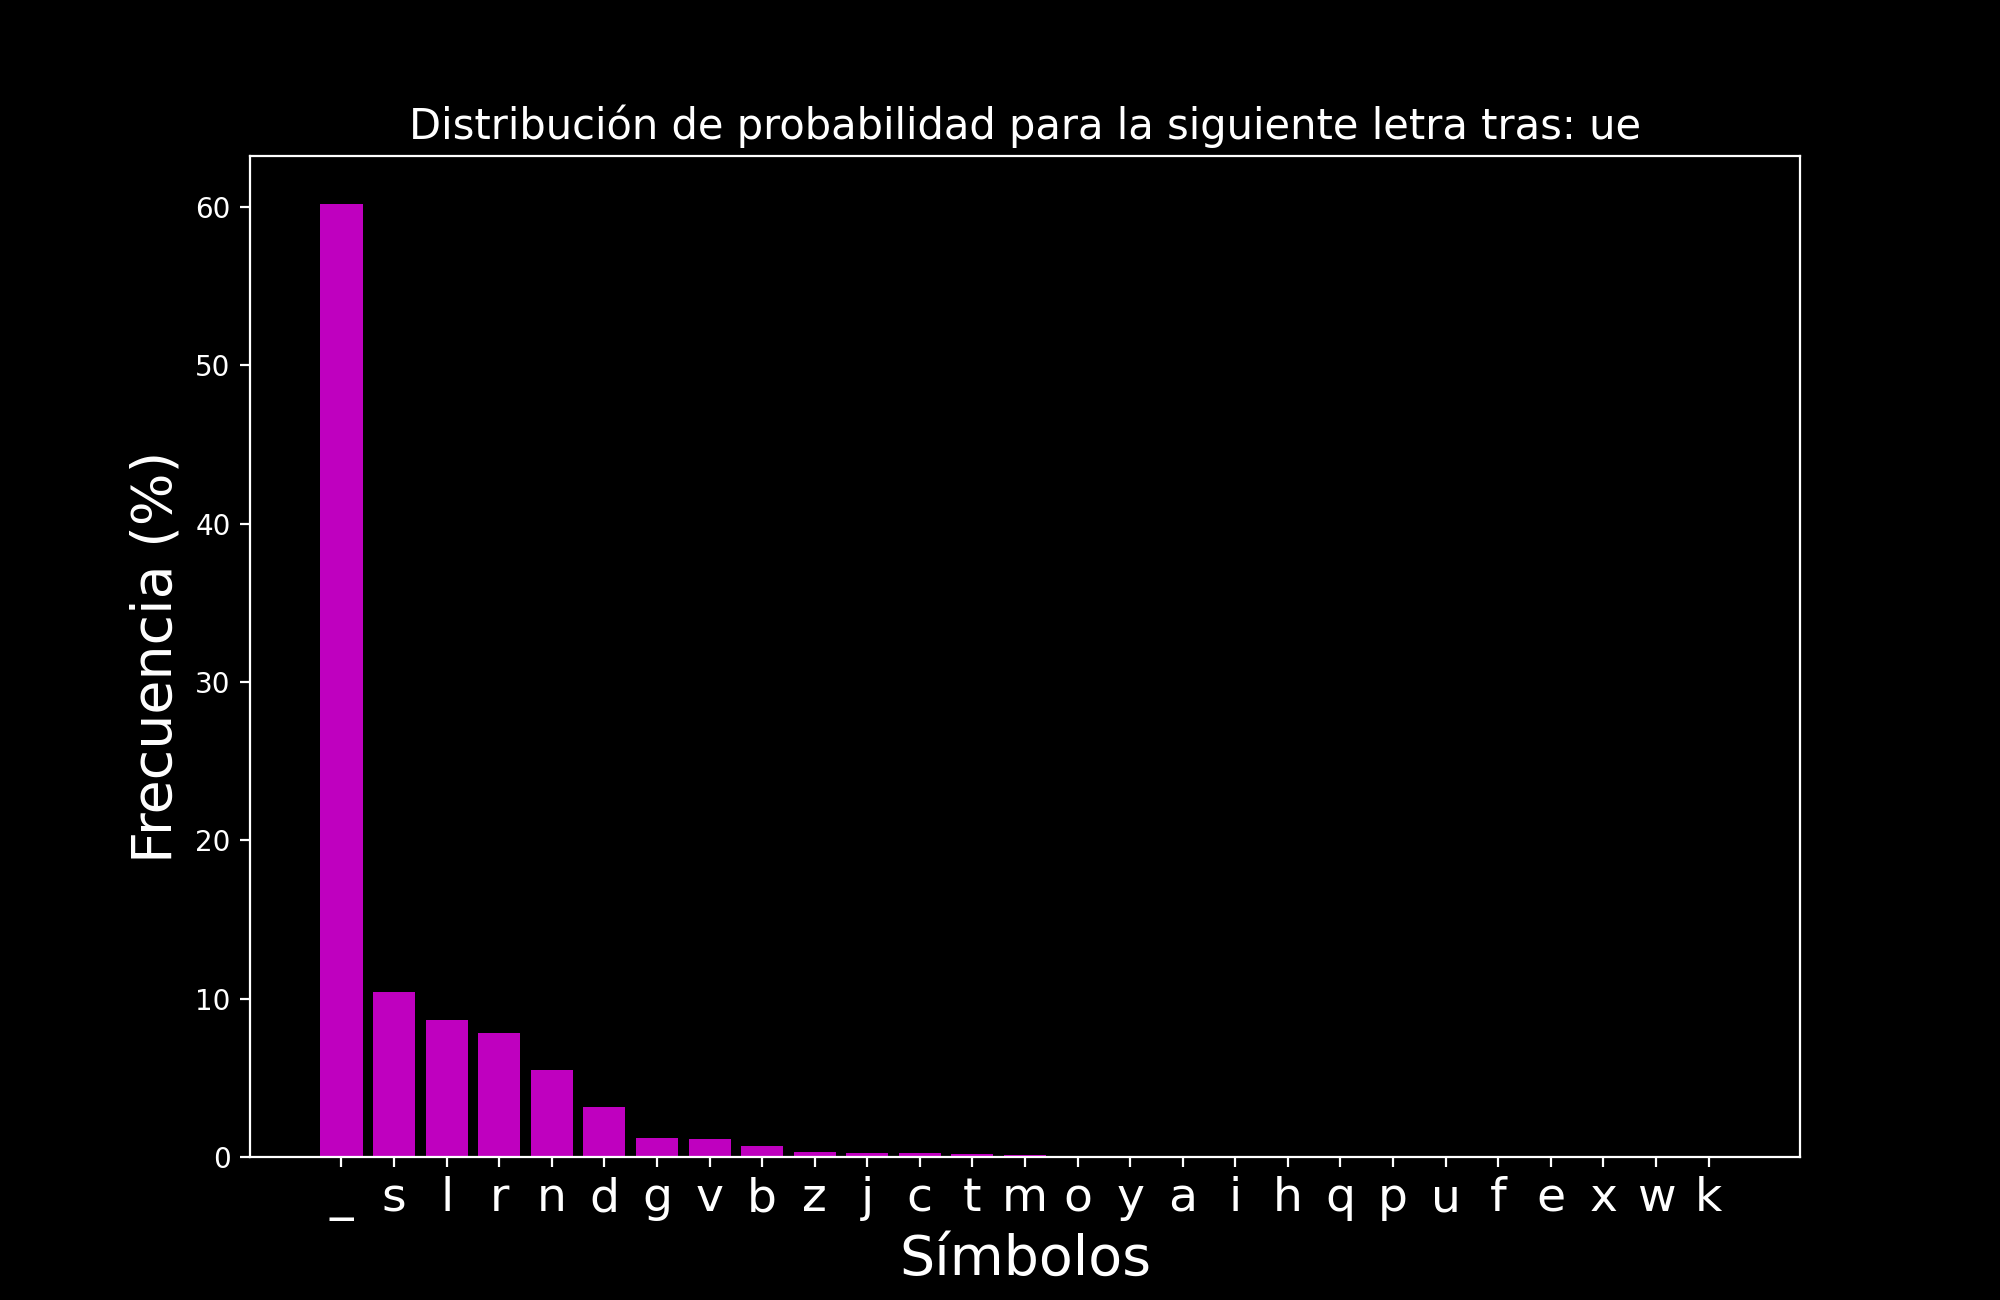 Distribución de probabilidad para la siguiente letra tras: ue
Frecuencia (%)
60
50
40
30
20
10
0
_ s l r n d g v b z j c t m o y a i h q p u f e x w k
Símbolos